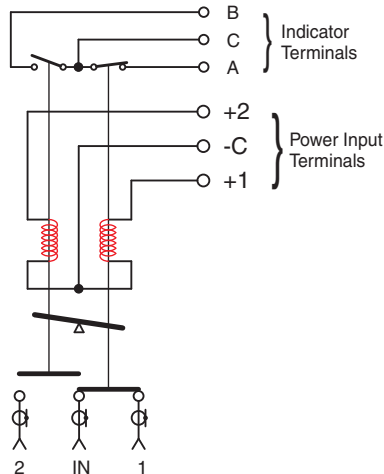 B
C
A
Indicator
Terminals
+2
-C
+1
Power Input
Terminals
2 IN 1